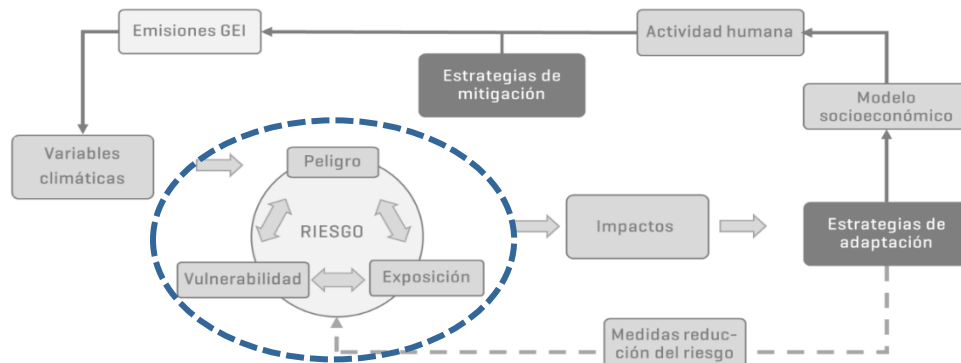 Emisiones GEI
Actividad humana
Estrategias de
mitigación
Modelo
socioeconómico
Variables
climáticas
Peligro
RIESGO
Vulnerabilidad
Exposición
Impactos
Estrategias de
adaptación
Medidas reduc-
ción del riesgo